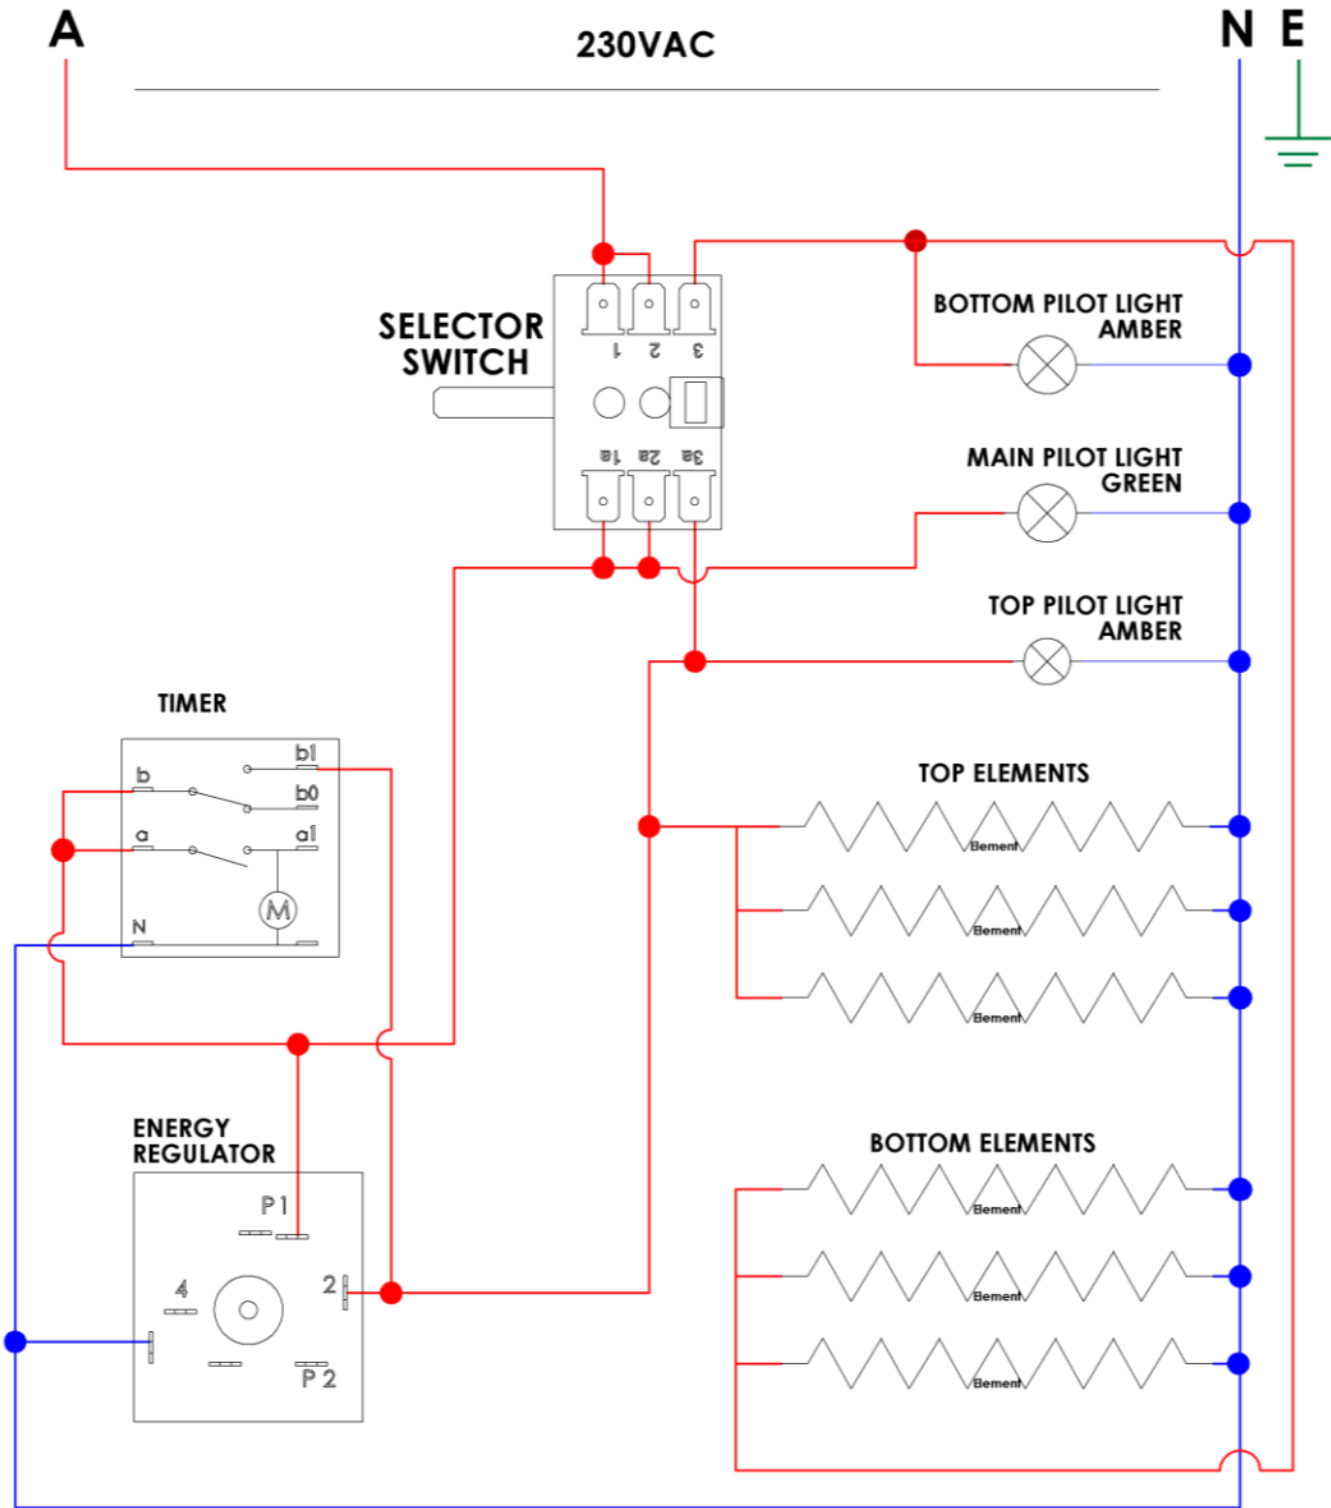 A
230VAC
N E
BOTTOM PILOT LIGHT
AMBER
SELECTOR
SWITCH
1 2 3
1a 2a 3a
MAIN PILOT LIGHT
GREEN
TOP PILOT LIGHT
AMBER
TIMER
b1
b
b0
a
a1
M
N
TOP ELEMENTS
Element
Element
Element
ENERGY
REGULATOR
P1
4
2
P 2
BOTTOM ELEMENTS
Element
Element
Element